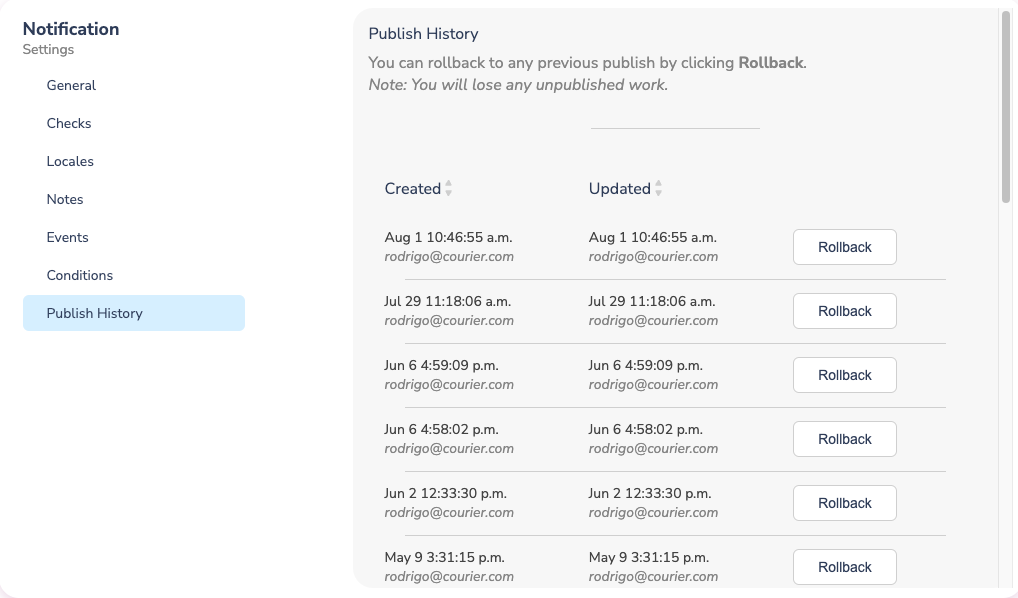 Notification
Settings
General
Checks
Locales
Notes
Events
Conditions
Publish History
Publish History
You can rollback to any previous publish by clicking Rollback.
Note: You will lose any unpublished work.
Created Updated
Aug 1 10:46:55 a.m. Aug 1 10:46:55 a.m.
rodrigo@courier.com rodrigo@courier.com
Rollback
Jul 29 11:18:06 a.m. Jul 29 11:18:06 a.m.
rodrigo@courier.com rodrigo@courier.com
Rollback
Jun 6 4:59:09 p.m. Jun 6 4:59:09 p.m.
rodrigo@courier.com rodrigo@courier.com
Rollback
Jun 6 4:58:02 p.m. Jun 6 4:58:02 p.m.
rodrigo@courier.com rodrigo@courier.com
Rollback
Jun 2 12:33:30 p.m. Jun 2 12:33:30 p.m.
rodrigo@courier.com rodrigo@courier.com
Rollback
May 9 3:31:15 p.m. May 9 3:31:15 p.m.
rodrigo@courier.com rodrigo@courier.com
Rollback